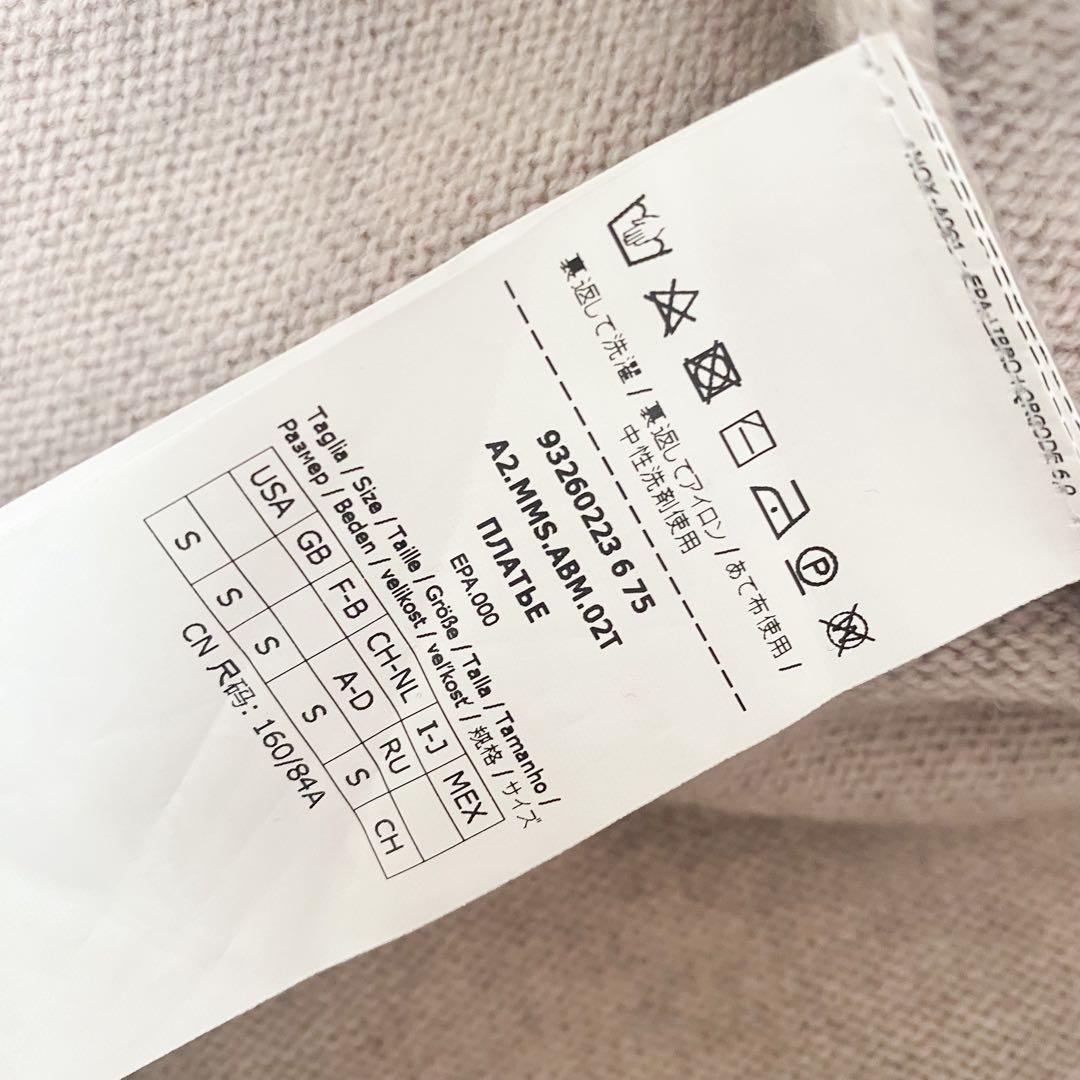 裏返して洗濯 / 裏返してアイロン / あて布使用 /
中性洗剤使用
93260223 6 75
A2.MMS.ABM.02T
ПЛАТЬЕ
EPA.000
Taglia / Size / Taille / Größe / Talla / Tamanho /
Размер / Beden / velikost / veľkosť / 规格 / サイズ
USA GB F-B CH-NL I-J MEX
A-D RU CH
S S S S S
CN 尺码: 160/84A